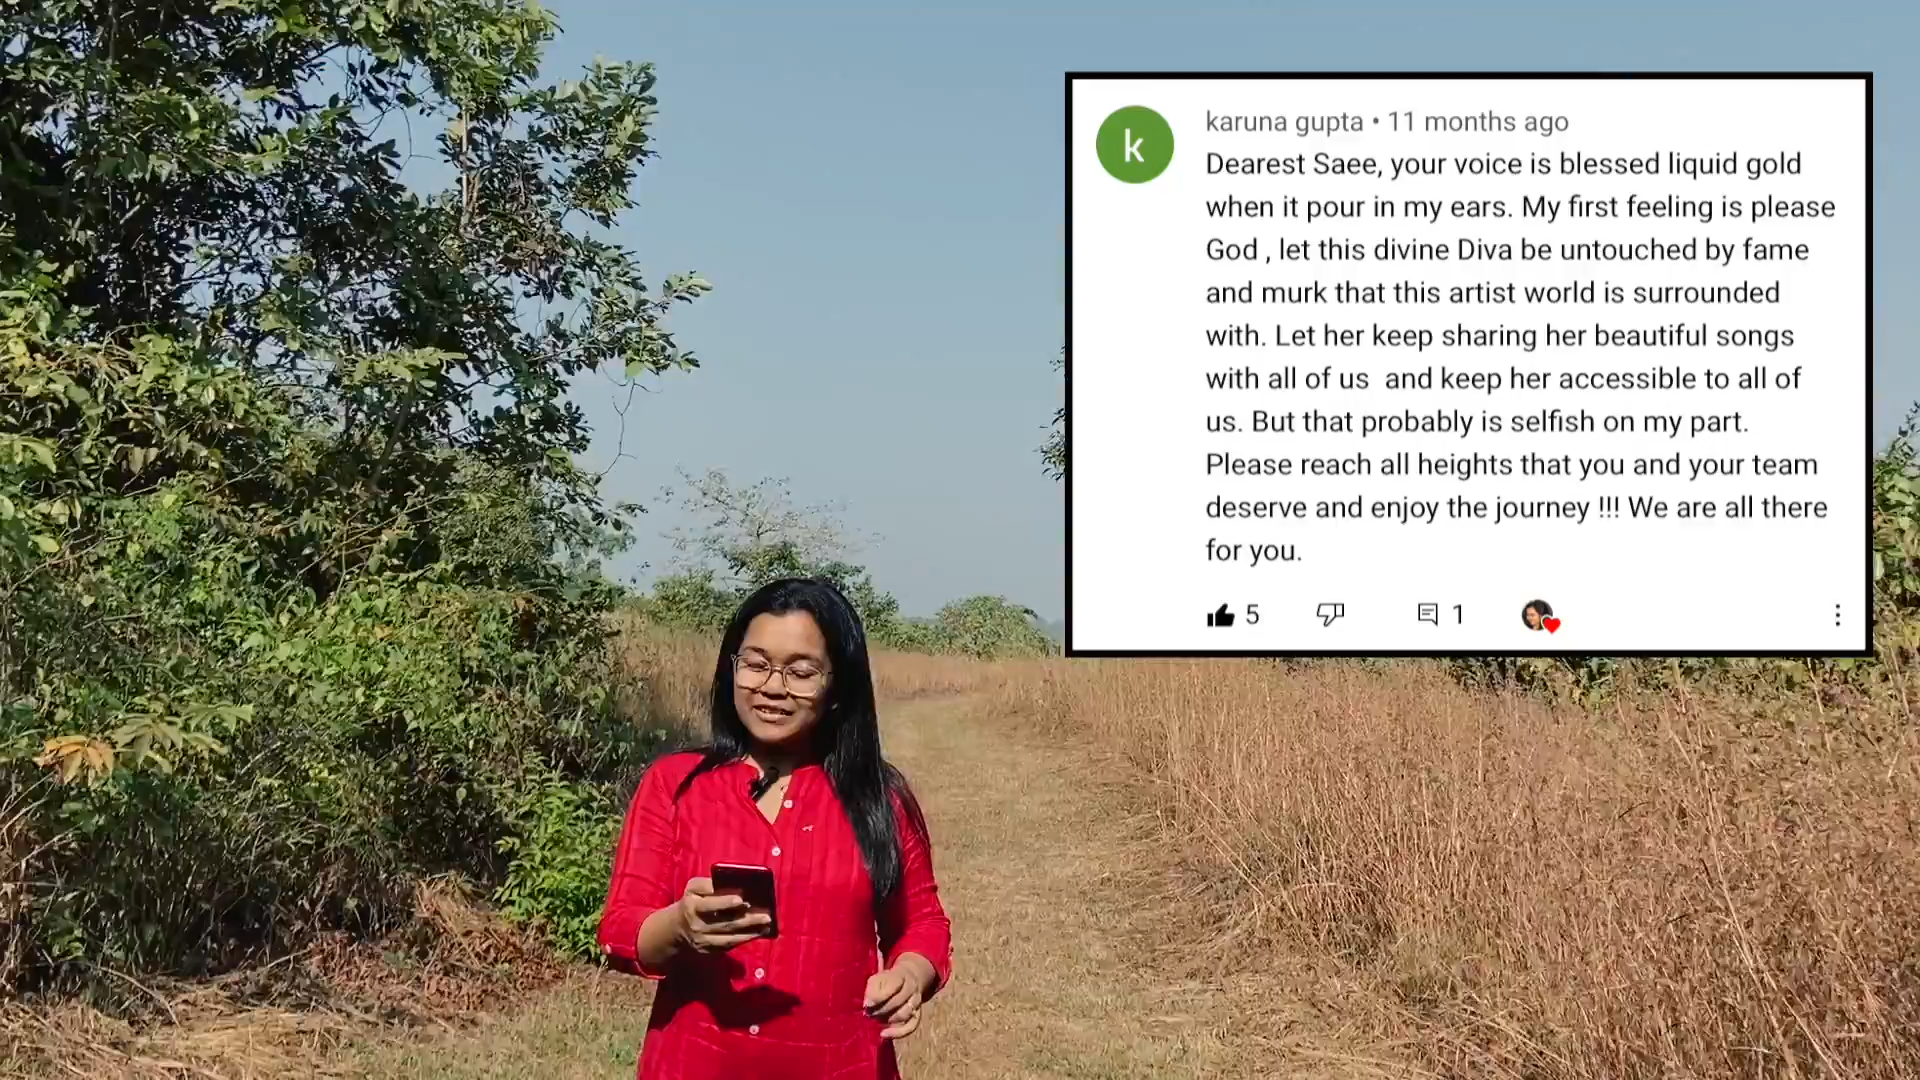 k
karuna gupta • 11 months ago
Dearest Saee, your voice is blessed liquid gold
when it pour in my ears. My first feeling is please
God , let this divine Diva be untouched by fame
and murk that this artist world is surrounded
with. Let her keep sharing her beautiful songs
with all of us  and keep her accessible to all of
us. But that probably is selfish on my part.
Please reach all heights that you and your team
deserve and enjoy the journey !!! We are all there
for you.
5
1